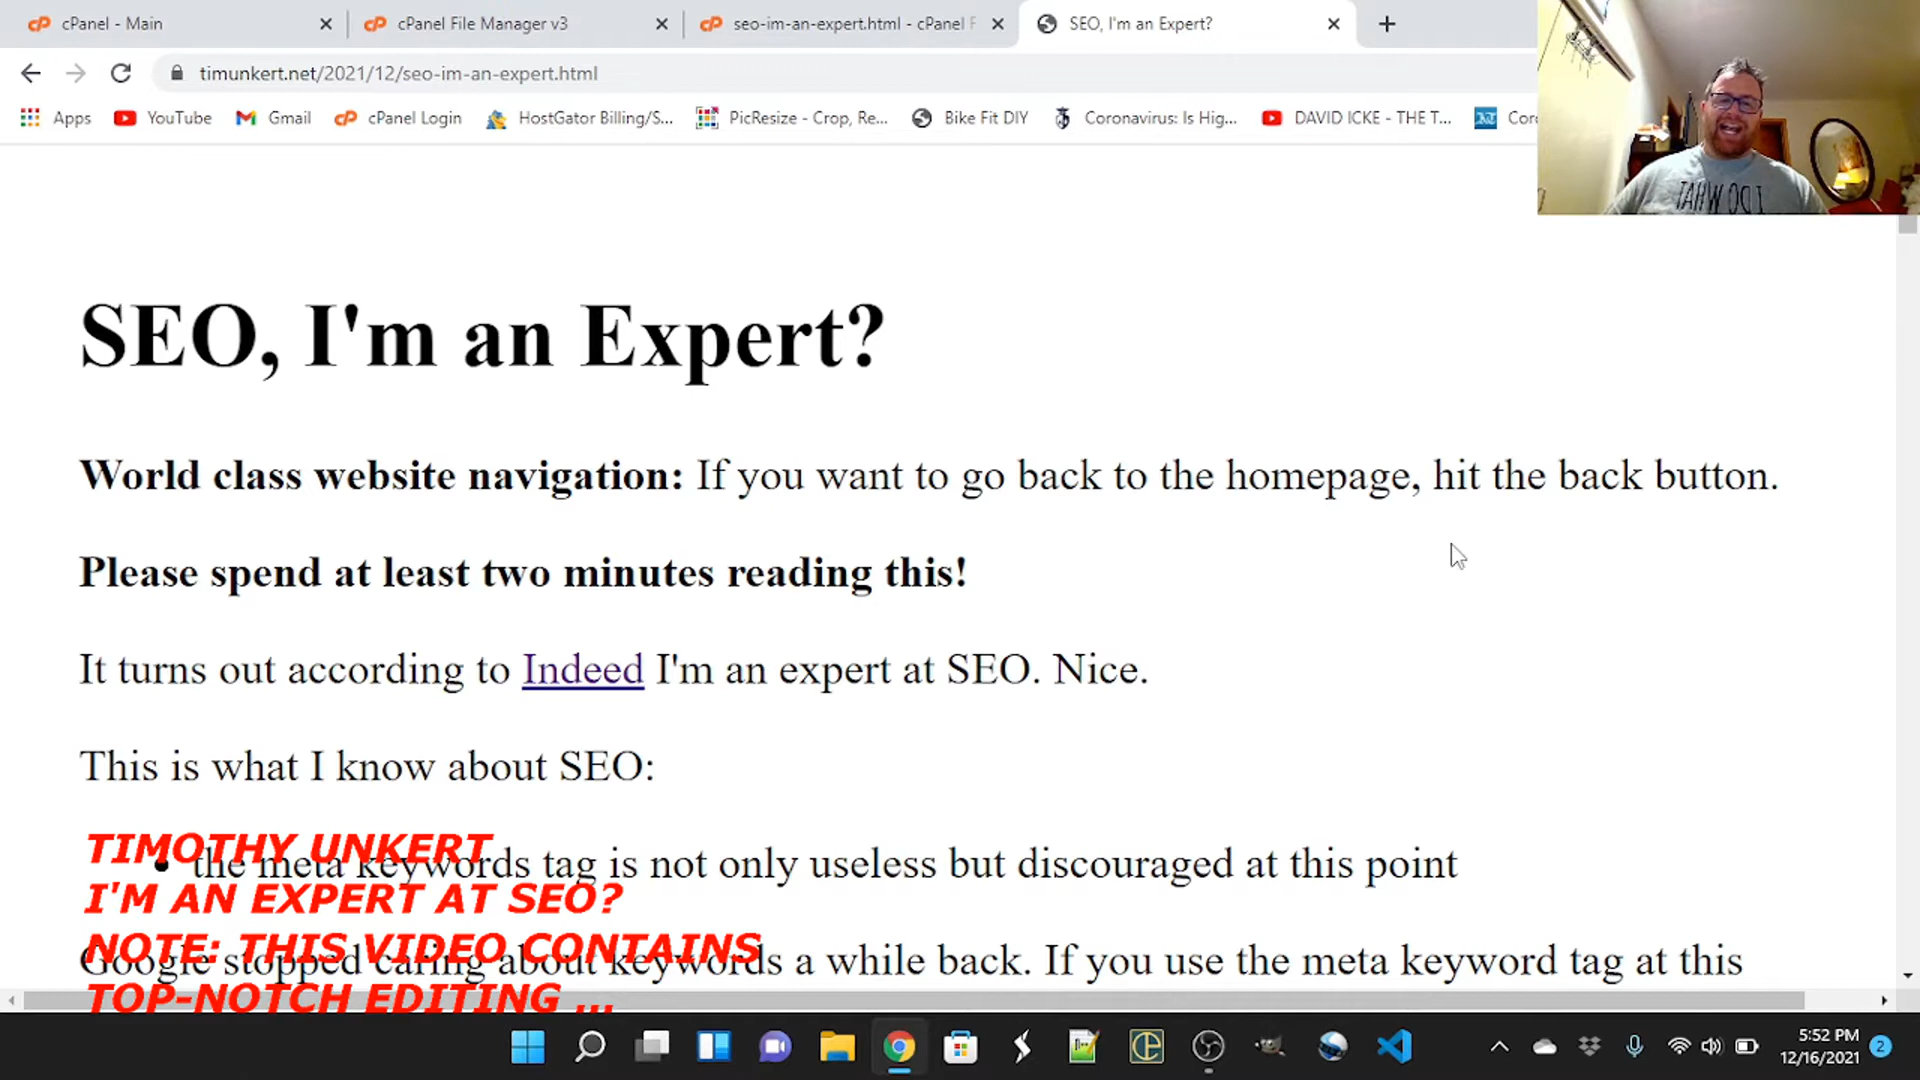 cPanel - Main
cPanel File Manager v3
seo-im-an-expert.html - cPanel F
SEO, I'm an Expert?
timunkert.net/2021/12/seo-im-an-expert.html
Apps
YouTube
Gmail
cPanel Login
HostGator Billing/S...
PicResize - Crop, Re...
Bike Fit DIY
Coronavirus: Is Hig...
DAVID ICKE - THE T...
I DO WHAT
SEO, I'm an Expert?
World class website navigation: If you want to go back to the homepage, hit the back button.
Please spend at least two minutes reading this!
It turns out according to Indeed I'm an expert at SEO. Nice.
This is what I know about SEO:
the meta keywords tag is not only useless but discouraged at this point
Google stopped caring about keywords a while back. If you use the meta keyword tag at this
TIMOTHY UNKERT
I'M AN EXPERT AT SEO?
NOTE: THIS VIDEO CONTAINS
TOP-NOTCH EDITING ...
5:52 PM
12/16/2021
2